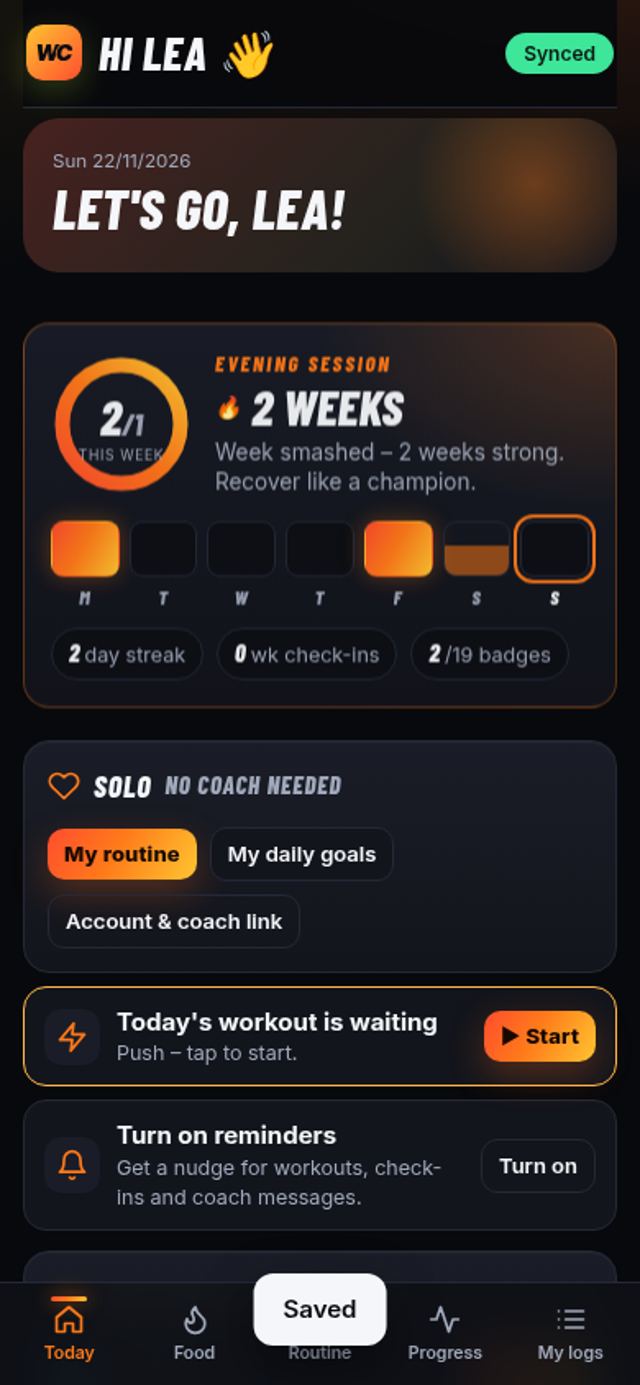 WC HI LEA 👋 Synced
Sun 22/11/2026
LET'S GO, LEA!
EVENING SESSION
2/1
THIS WEEK
🔥 2 WEEKS
Week smashed – 2 weeks strong.
Recover like a champion.
M T W T F S S
2 day streak 0 wk check-ins 2/19 badges
SOLO NO COACH NEEDED
My routine My daily goals
Account & coach link
Today's workout is waiting
Push – tap to start.
▶ Start
Turn on reminders
Get a nudge for workouts, check-
ins and coach messages.
Turn on
Saved
Today Food Routine Progress My logs